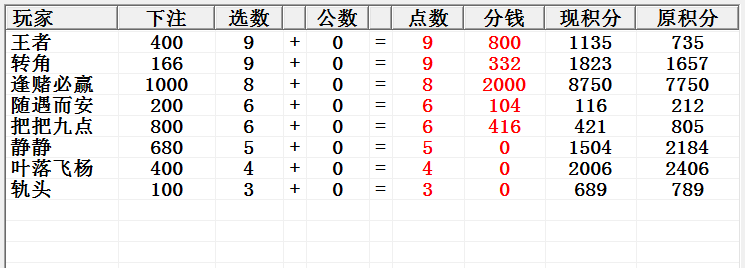 玩家 下注 选数 公数 点数 分钱 现积分 原积分
王者 400 9 + 0 = 9 800 1135 735
转角 166 9 + 0 = 9 332 1823 1657
逢赌必赢 1000 8 + 0 = 8 2000 8750 7750
随遇而安 200 6 + 0 = 6 104 116 212
把把九点 800 6 + 0 = 6 416 421 805
静静 680 5 + 0 = 5 0 1504 2184
叶落飞杨 400 4 + 0 = 4 0 2006 2406
轨头 100 3 + 0 = 3 0 689 789